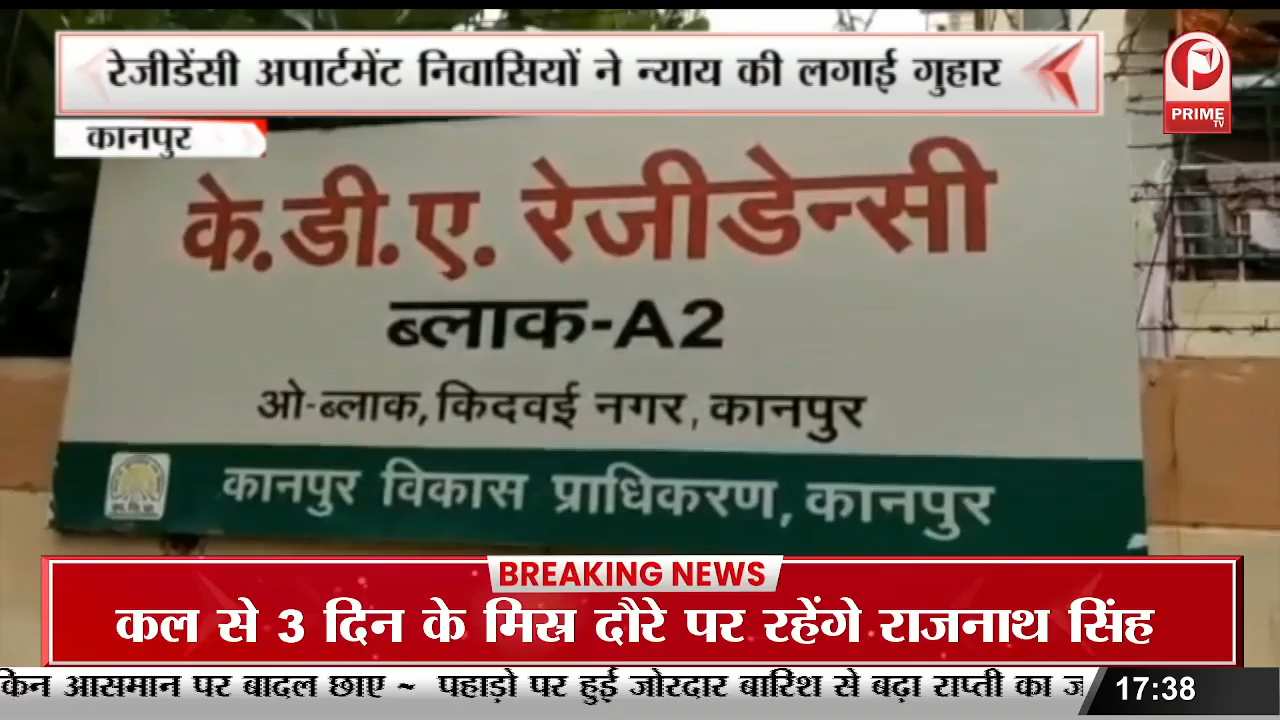 रेजीडेंसी अपार्टमेंट निवासियों ने न्याय की लगाई गुहार
PRIME
TV
कानपुर
के.डी.ए. रेजीडेन्सी
ब्लाक-A2
ओ-ब्लाक, किदवई नगर, कानपुर
कानपुर विकास प्राधिकरण, कानपुर
BREAKING NEWS
कल से 3 दिन के मिस्र दौरे पर रहेंगे राजनाथ सिंह
आसमान पर बादल छाए ~ पहाड़ो पर हुई जोरदार बारिश से बढ़ा राप्ती का
17:38